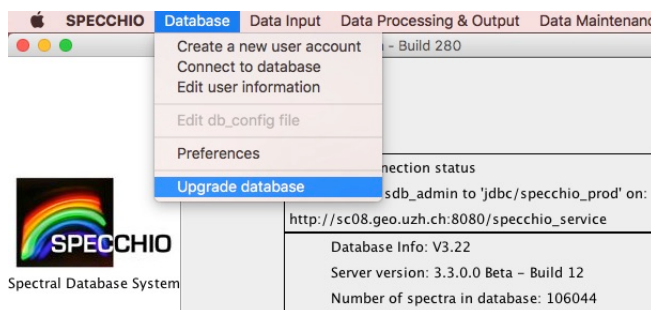 SPECCHIO Database Data Input Data Processing & Output Data Maintenanc
- Build 280
Create a new user account
Connect to database
Edit user information
Edit db_config file
Preferences
Upgrade database
nection status
sdb_admin to 'jdbc/specchio_prod' on:
http://sc08.geo.uzh.ch:8080/specchio_service
Database Info: V3.22
Server version: 3.3.0.0 Beta – Build 12
Number of spectra in database: 106044
SPECCHIO
Spectral Database System